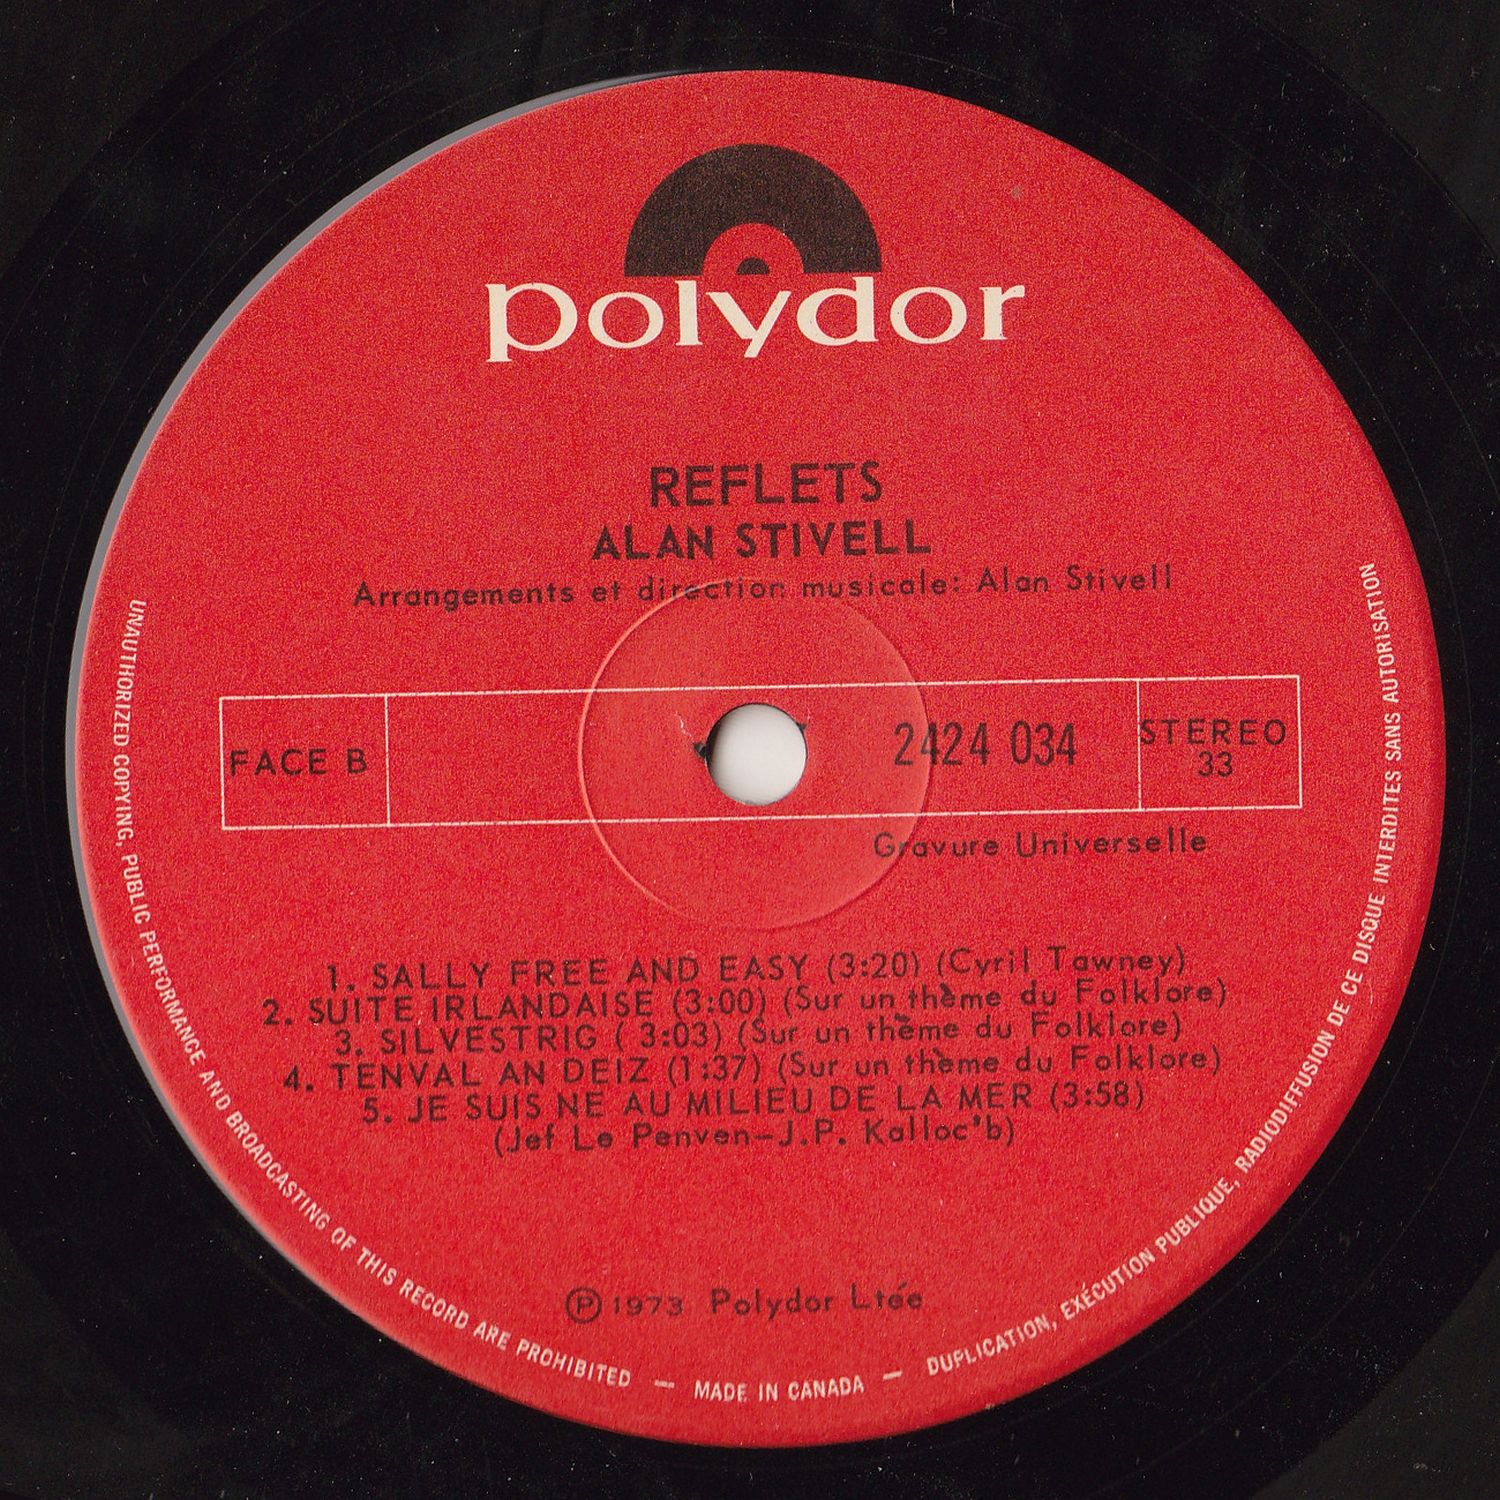 polydor
REFLETS
ALAN STIVELL
Arrangements et direction musicale: Alan Stivell
FACE B
2424 034
STEREO
33
Gravure Universelle
1. SALLY FREE AND EASY (3:20) (Cyril Tawney)
2. SUITE IRLANDAISE (3:00) (Sur un thème du Folklore)
3. SILVESTRIG ( 3:03) (Sur un thème du Folklore)
4. TENVAL AN DEIZ (1:37) (Sur un thème du Folklore)
5. JE SUIS NE AU MILIEU DE LA MER (3:58)
(Jef Le Penven-J.P. Kalloc'b)
Ⓟ 1973 Polydor Ltée
UNAUTHORIZED COPYING, PUBLIC PERFORMANCE AND BROADCASTING OF THIS RECORD ARE PROHIBITED — MADE IN CANADA — DUPLICATION, EXÉCUTION PUBLIQUE, RADIODIFFUSION DE CE DISQUE INTERDITES SANS AUTORISATION